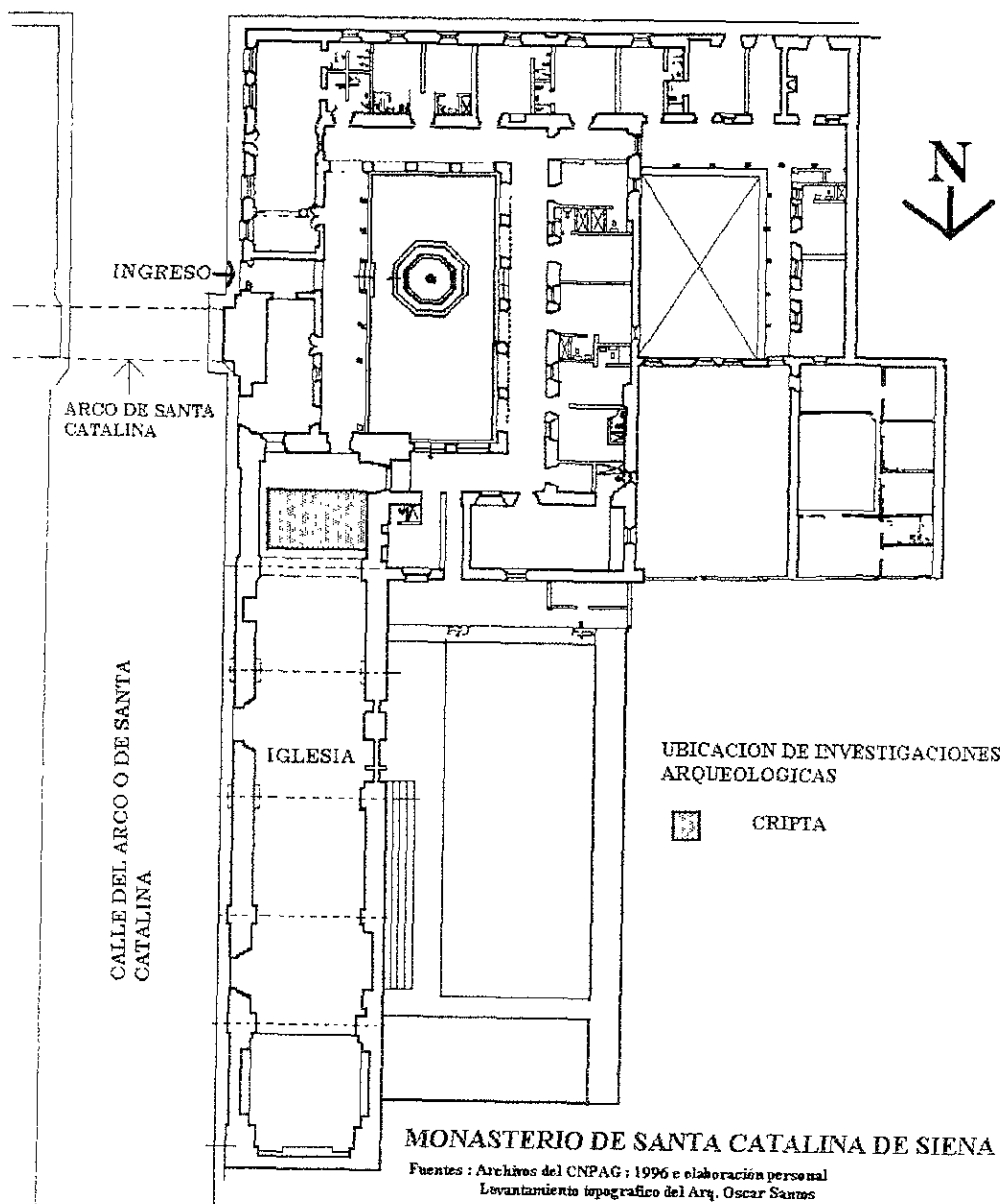 N
INGRESO
ARCO DE SANTA
CATALINA
IGLESIA
CALLE DEL ARCO O DE SANTA
CATALINA
UBICACION DE INVESTIGACIONES
ARQUEOLOGICAS
CRIPTA
MONASTERIO DE SANTA CATALINA DE SIENA
Fuentes : Archivos del CNPAG ; 1996 e elaboración personal
Levantamiento topografico del Arq. Oscar Santos